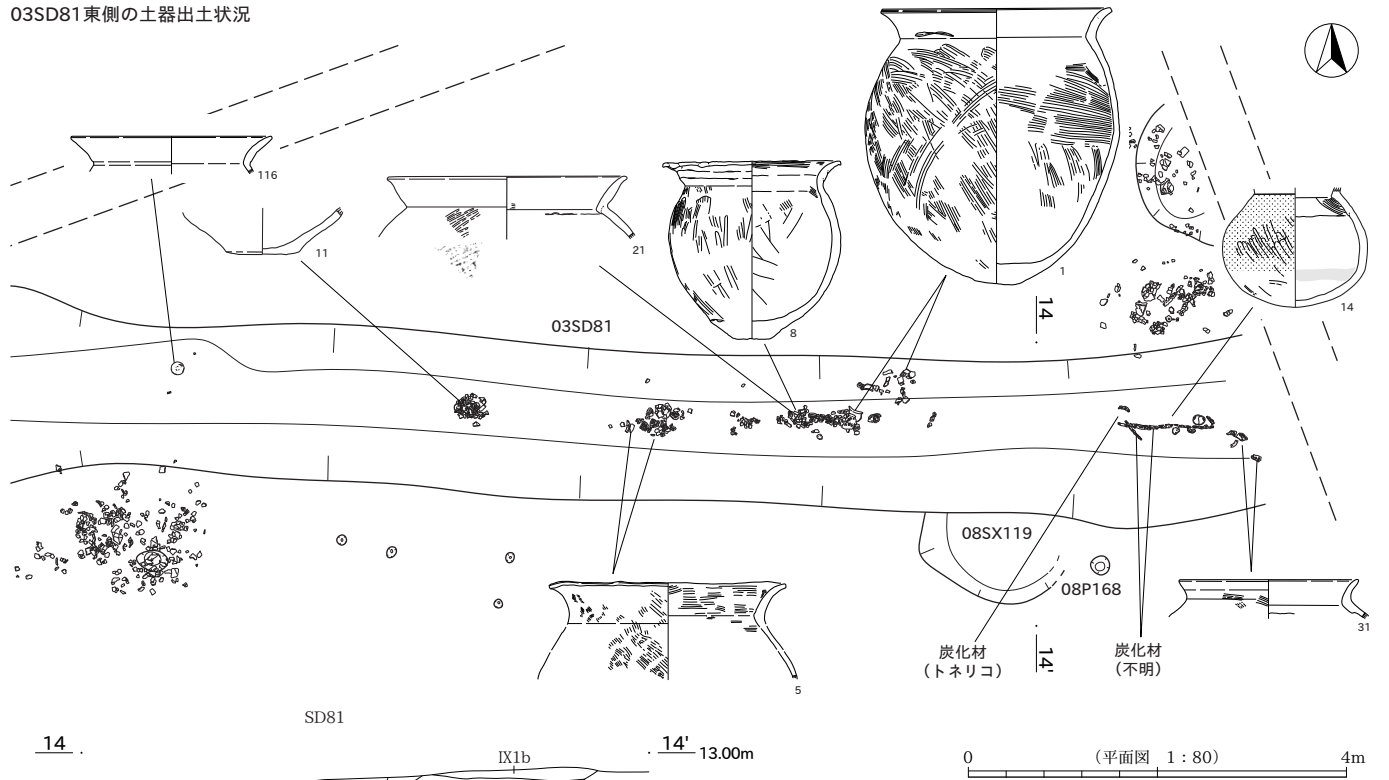 03SD81東側の土器出土状況
116
11
21
8
1
14
03SD81
14
08SX119
08P168
14'
炭化材
（トネリコ）
炭化材
（不明）
5
31
SD81
14
IX1b
14'
13.00m
0
（平面図　1：80）
4m